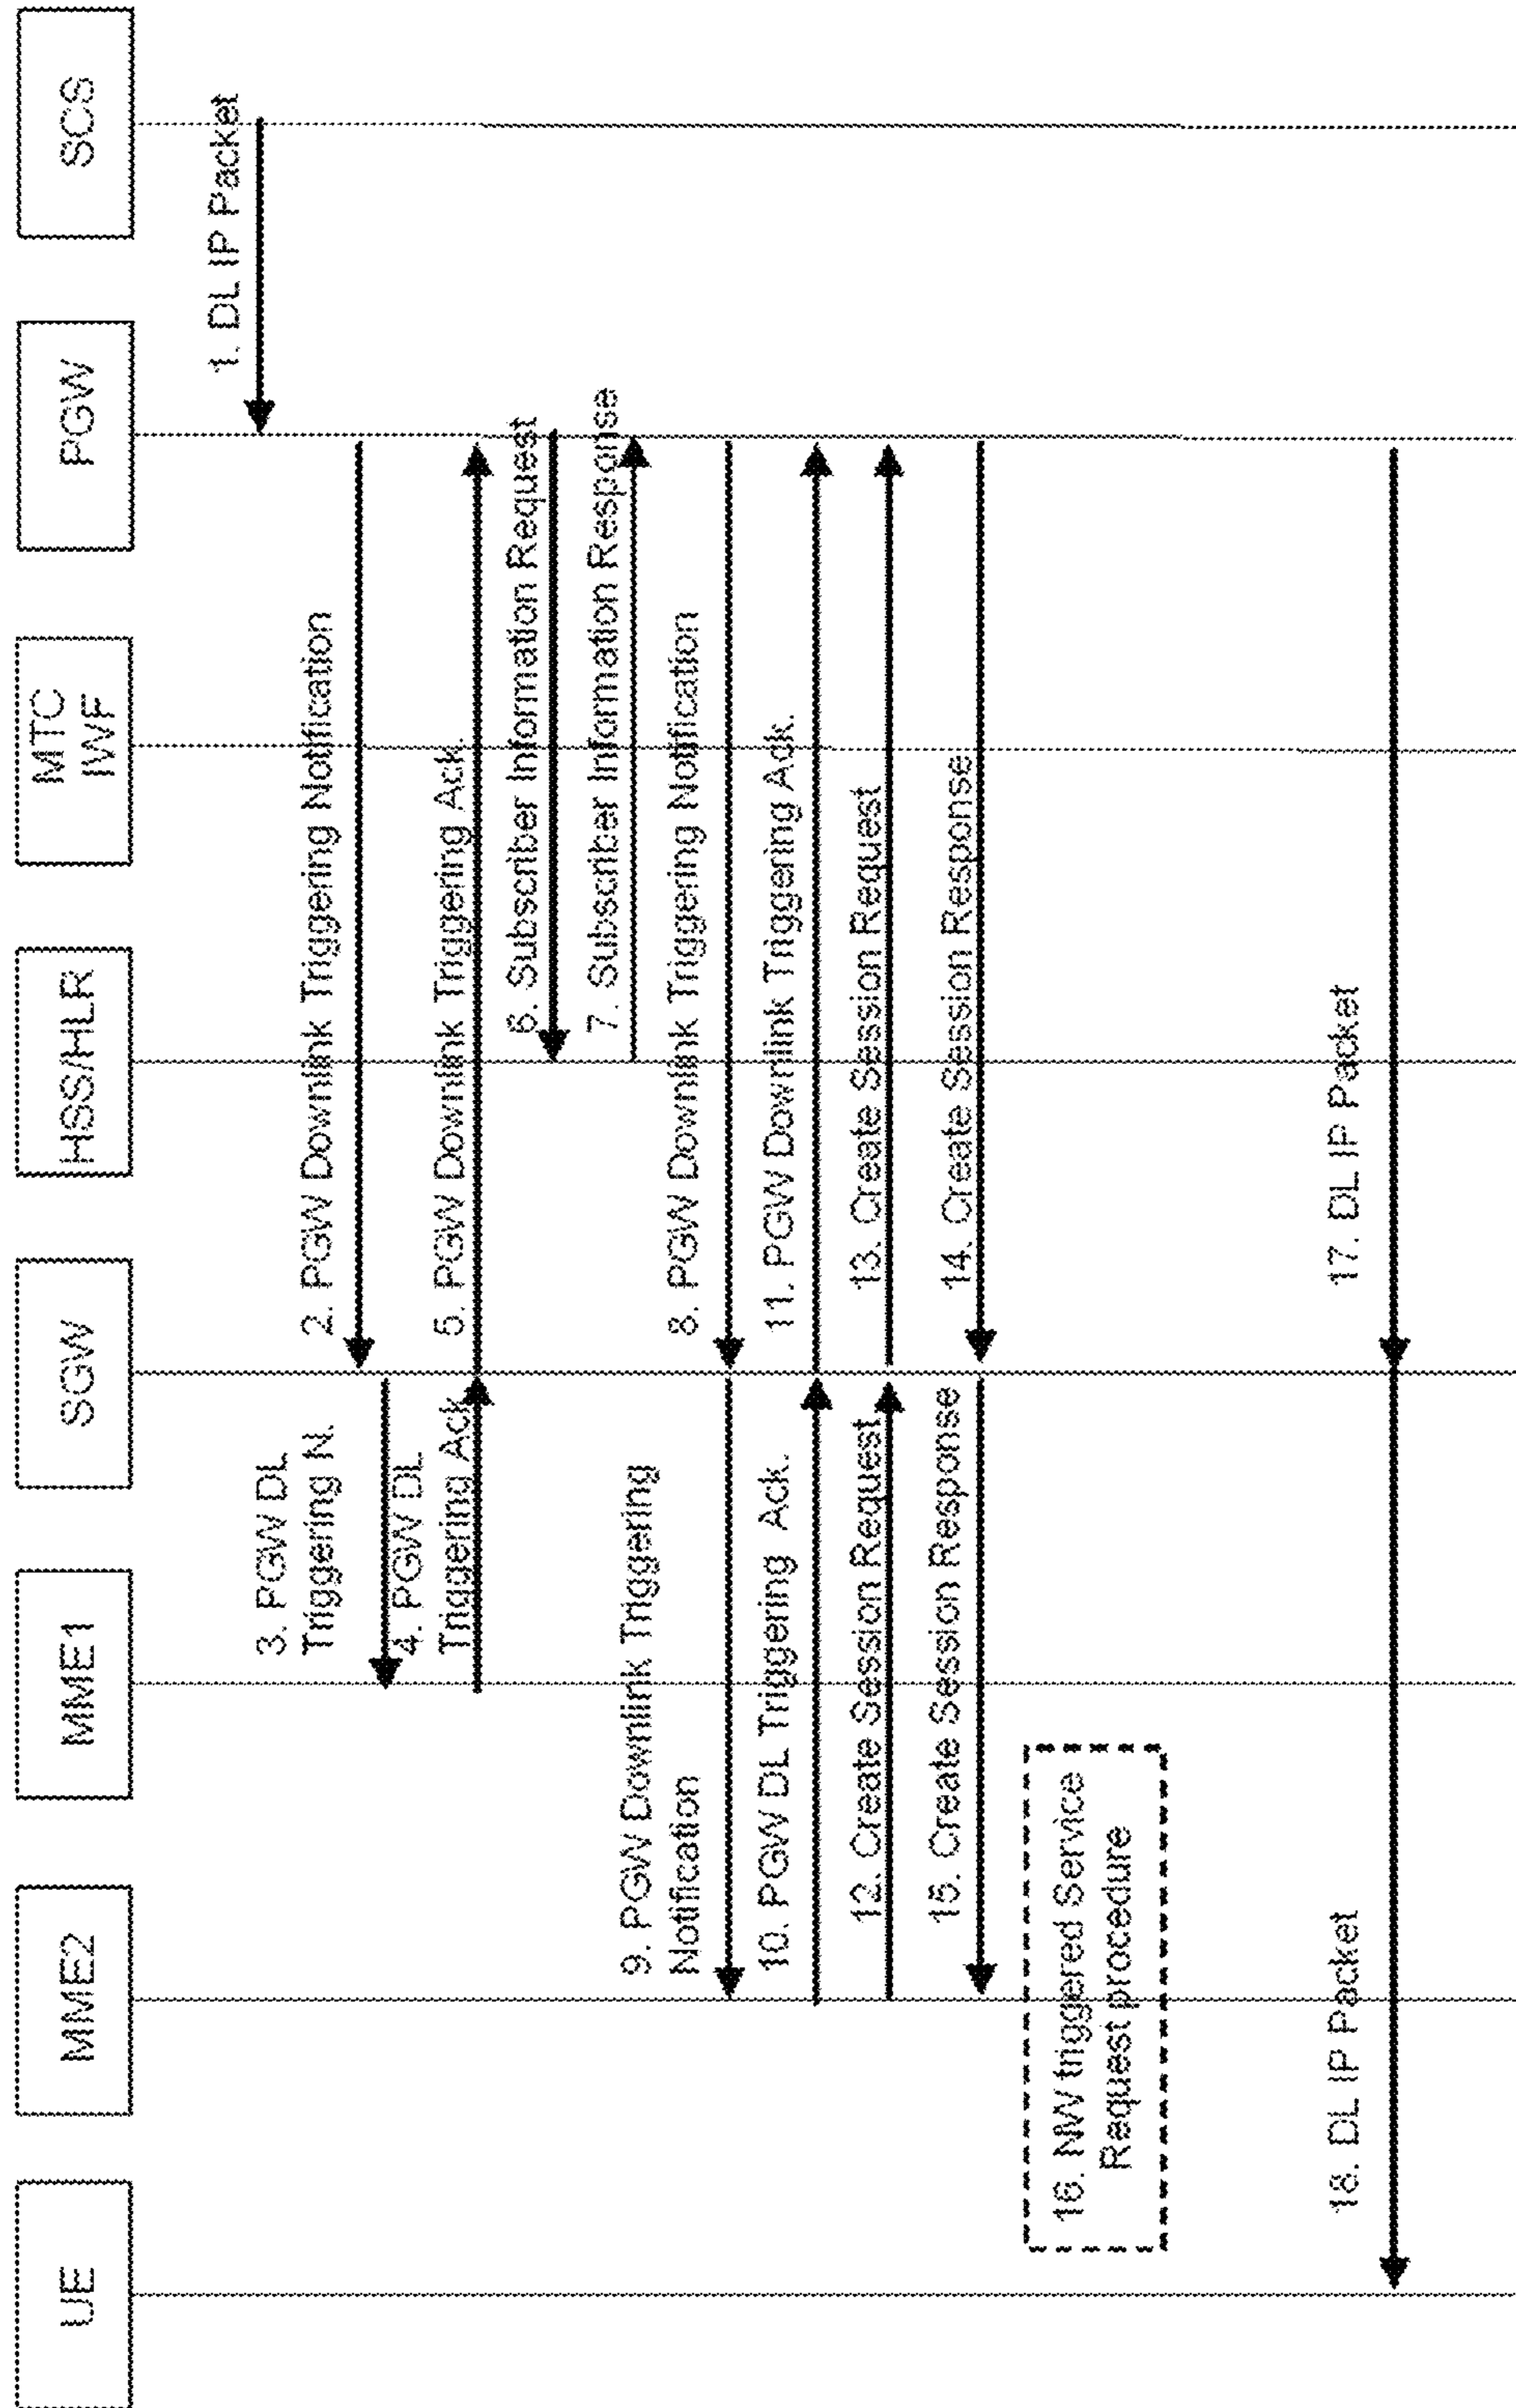 UE
MME2
MME1
SGW
HSS/HLR
MTC
IWF
PGW
SCS
1. DL IP Packet
2. PGW Downlink Triggering Notification
3. PGW DL
Triggering N.
4. PGW DL
Triggering Ack
5. PGW Downlink Triggering Ack.
6. Subscriber Information Request
7. Subscriber Information Response
8. PGW Downlink Triggering Notification
9. PGW Downlink Triggering
Notification
10. PGW DL Triggering Ack.
11. PGW Downlink Triggering Ack.
12. Create Session Request
13. Create Session Request
14. Create Session Response
15. Create Session Response
16. NW triggered Service
Request procedure
17. DL IP Packet
18. DL IP Packet